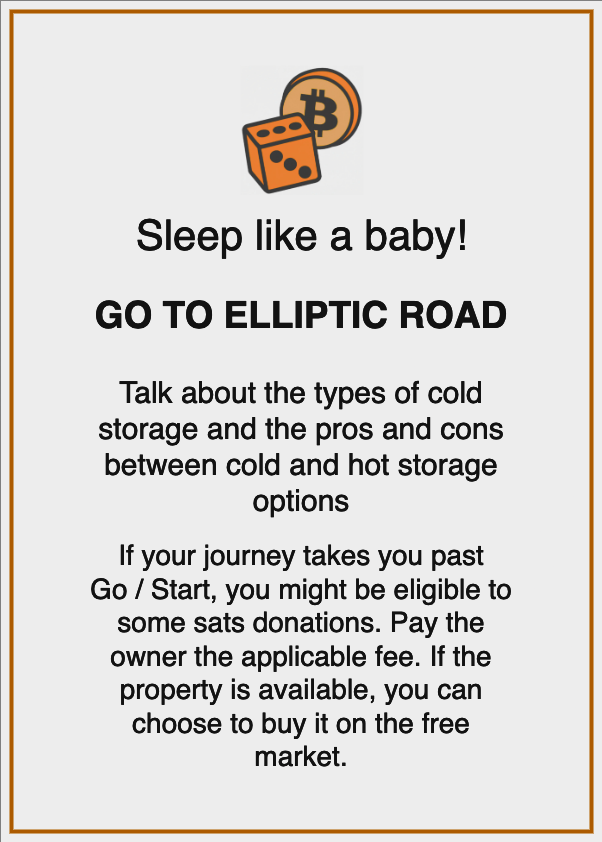 Sleep like a baby!
GO TO ELLIPTIC ROAD
Talk about the types of cold
storage and the pros and cons
between cold and hot storage
options
If your journey takes you past
Go / Start, you might be eligible to
some sats donations. Pay the
owner the applicable fee. If the
property is available, you can
choose to buy it on the free
market.